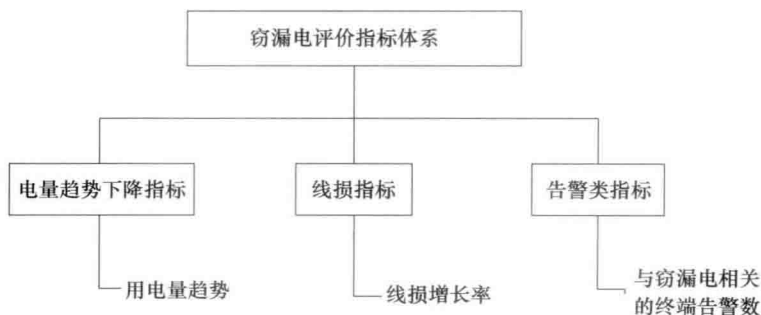 窃漏电评价指标体系
电量趋势下降指标
线损指标
告警类指标
用电量趋势
线损增长率
与窃漏电相关
的终端告警数